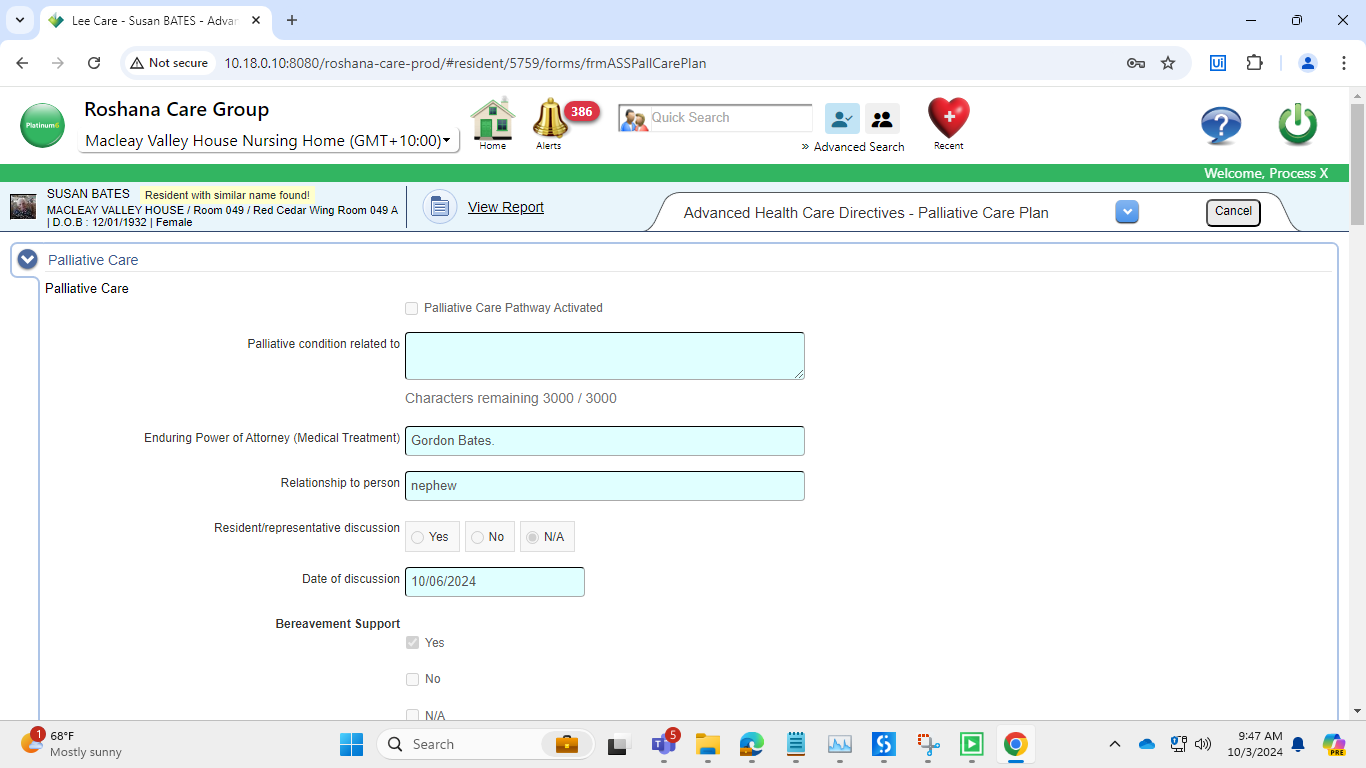 Lee Care - Susan BATES - Advan
Not secure
10.18.0.10:8080/roshana-care-prod/#resident/5759/forms/frmASSPallCarePlan
Platinum6
Roshana Care Group
Macleay Valley House Nursing Home (GMT+10:00)
Home
386
Alerts
Quick Search
» Advanced Search
Recent
Welcome, Process X
SUSAN BATES
Resident with similar name found!
MACLEAY VALLEY HOUSE / Room 049 / Red Cedar Wing Room 049 A
| D.O.B : 12/01/1932 | Female
View Report
Advanced Health Care Directives - Palliative Care Plan
Cancel
Palliative Care
Palliative Care
Palliative Care Pathway Activated
Palliative condition related to
Characters remaining 3000 / 3000
Enduring Power of Attorney (Medical Treatment)
Gordon Bates.
Relationship to person
nephew
Resident/representative discussion
Yes
No
N/A
Date of discussion
10/06/2024
Bereavement Support
Yes
No
N/A
1
68°F
Mostly sunny
Search
5
PRE
9:47 AM
10/3/2024